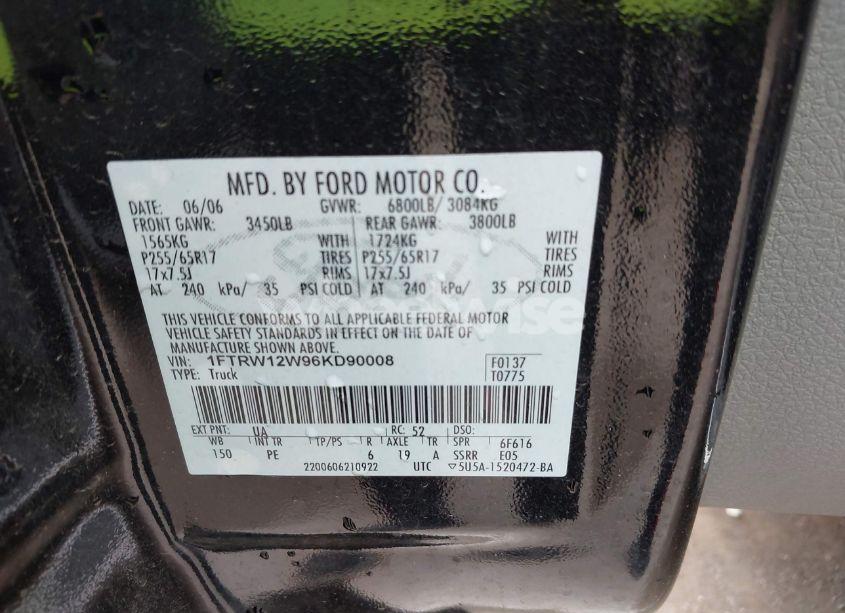 MFD. BY FORD MOTOR CO.
DATE: 06/06 GVWR: 6800LB/ 3084KG
FRONT GAWR: 3450LB REAR GAWR: 3800LB
1565KG WITH 1724KG WITH
P255/65R17 TIRES P255/65R17 TIRES
17x7.5J RIMS 17x7.5J RIMS
AT 240 kPa/ 35 PSI COLD AT 240 kPa/ 35 PSI COLD
THIS VEHICLE CONFORMS TO ALL APPLICABLE FEDERAL MOTOR
VEHICLE SAFETY STANDARDS IN EFFECT ON THE DATE OF
MANUFACTURE SHOWN ABOVE.
VIN: 1FTRW12W96KD90008 F0137
TYPE: Truck T0775
EXT PNT: UA RC: 52 DSO:
WB INT TR TP/PS R AXLE TR SPR 6F616
150 PE 6 19 A SSRR E05
2200606210922 UTC ▽5U5A-1520472-BA